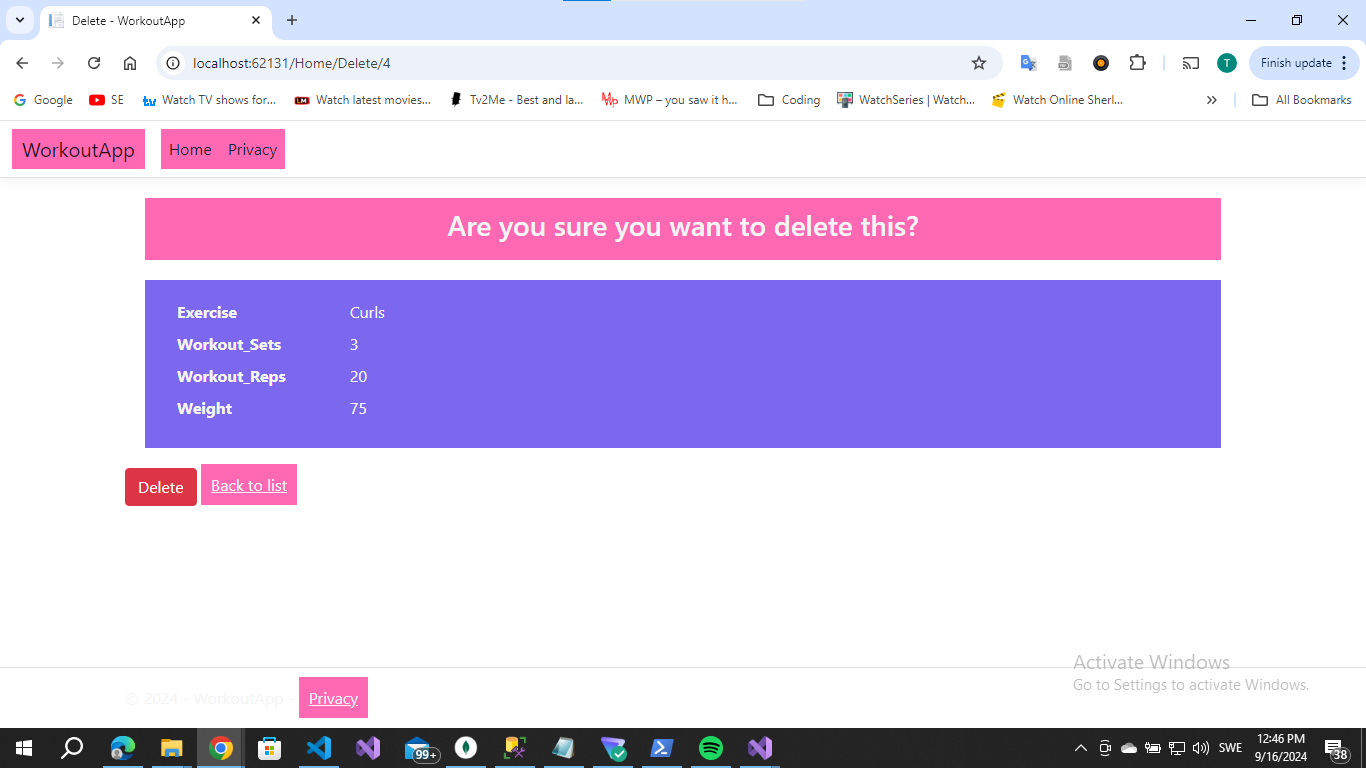 Delete - WorkoutApp
localhost:62131/Home/Delete/4
T
Finish update
Google
SE
Watch TV shows for...
Watch latest movies...
Tv2Me - Best and la...
MWP – you saw it h...
Coding
WatchSeries | Watch...
Watch Online Sherl...
All Bookmarks
WorkoutApp
Home
Privacy
Are you sure you want to delete this?
Exercise Curls
Workout_Sets 3
Workout_Reps 20
Weight 75
Delete
Back to list
Activate Windows
Go to Settings to activate Windows.
© 2024 - WorkoutApp - Privacy
99+
SWE
12:46 PM
9/16/2024
38